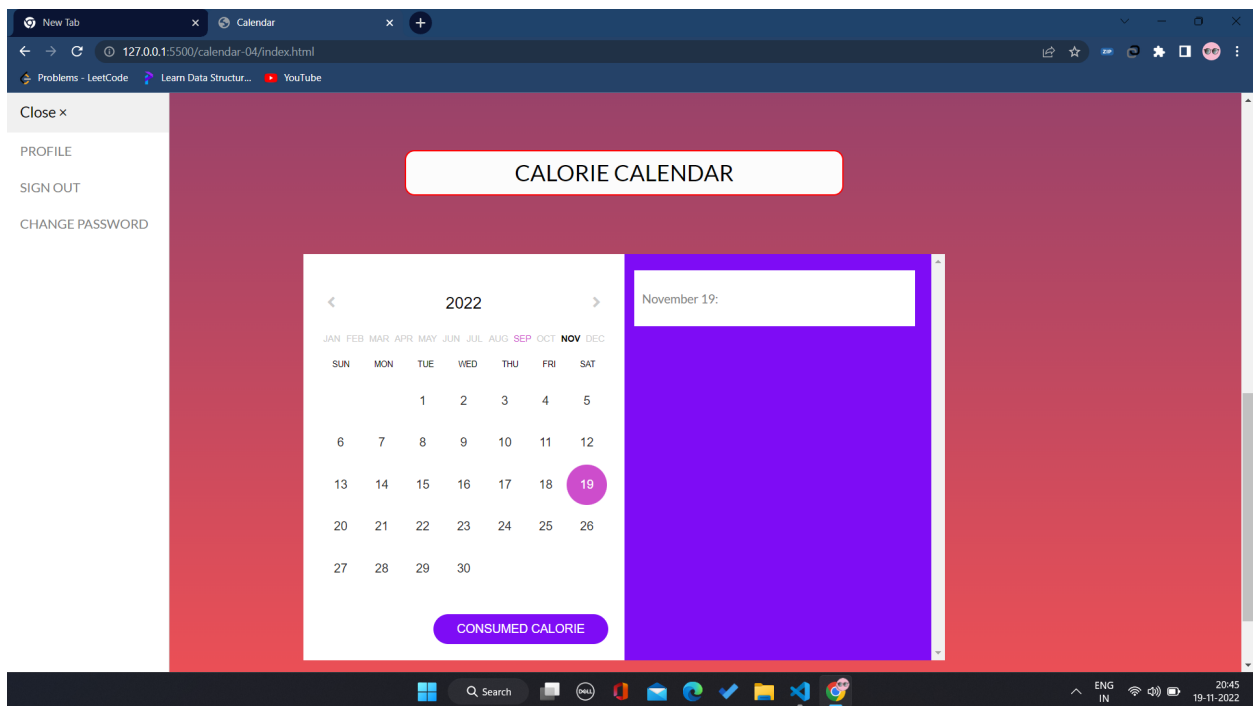 New Tab
Calendar
127.0.0.1:5500/calendar-04/index.html
Problems - LeetCode
Learn Data Structur...
YouTube
Close ×
PROFILE
SIGN OUT
CHANGE PASSWORD
CALORIE CALENDAR
2022
JAN FEB MAR APR MAY JUN JUL AUG SEP OCT NOV DEC
SUN MON TUE WED THU FRI SAT
1 2 3 4 5
6 7 8 9 10 11 12
13 14 15 16 17 18 19
20 21 22 23 24 25 26
27 28 29 30
CONSUMED CALORIE
November 19:
Search
DELL
ENG
IN
20:45
19-11-2022